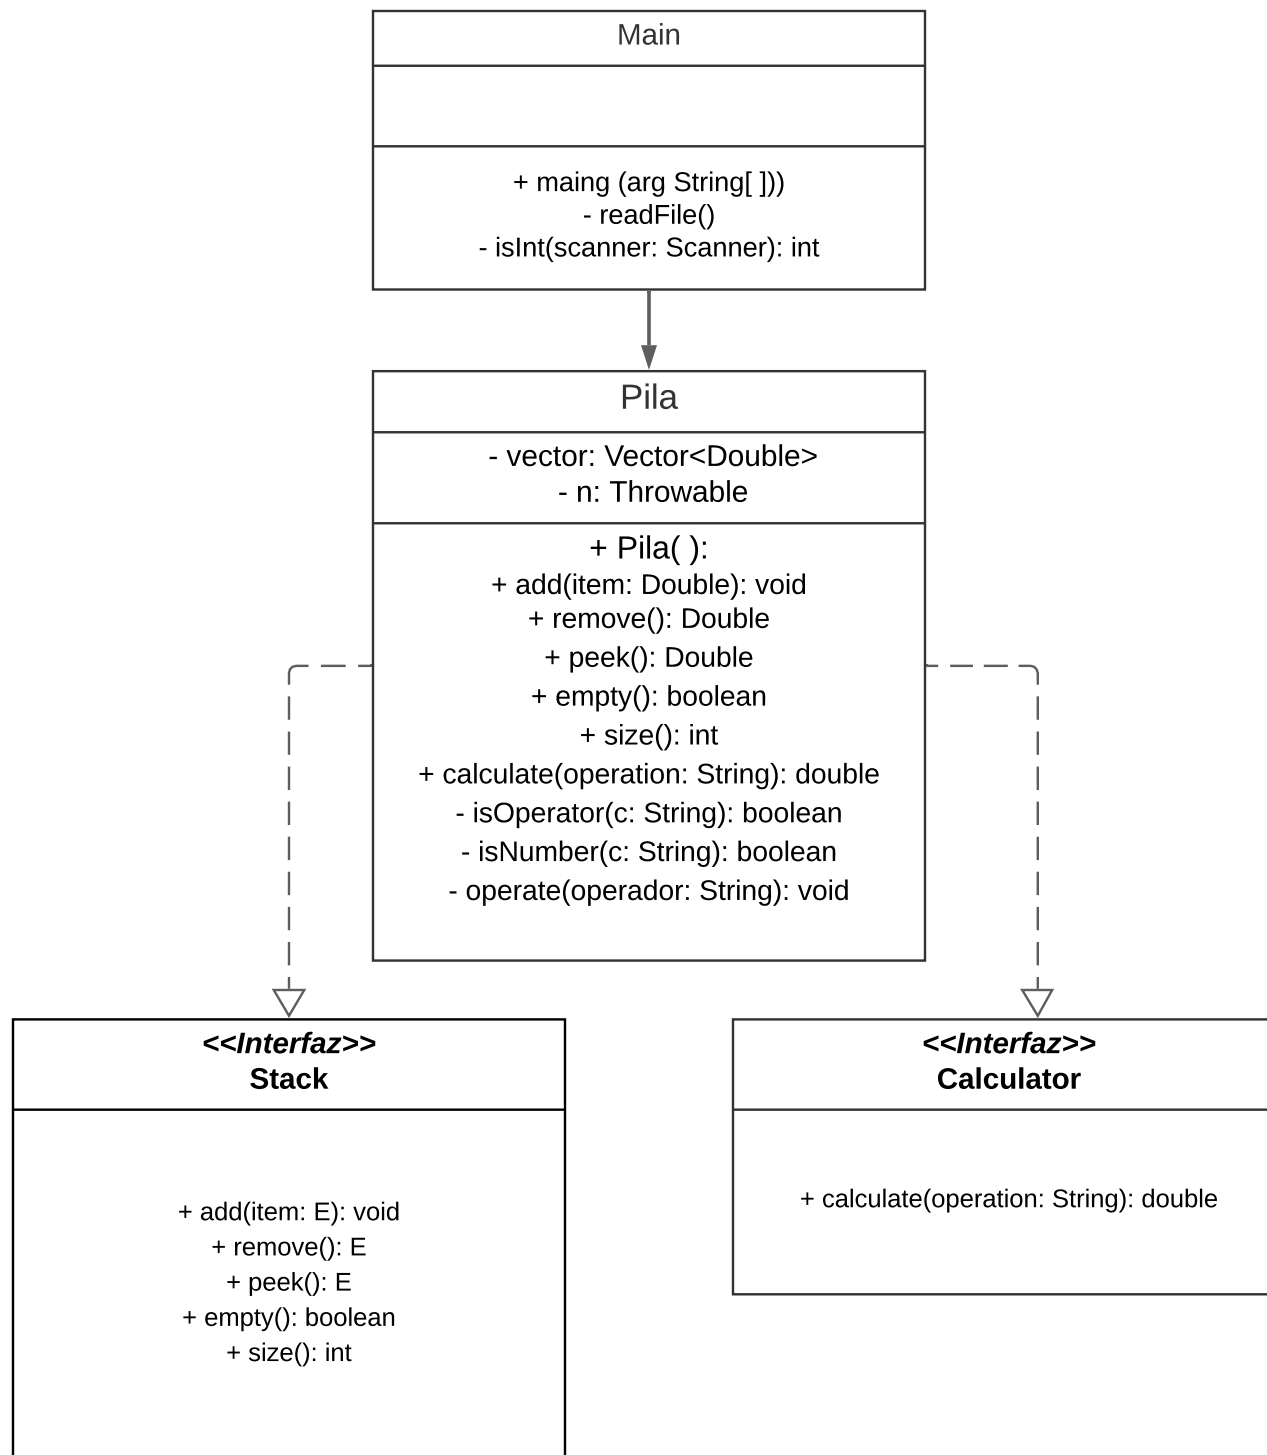 Main
+ maing (arg String[ ]))
- readFile()
- isInt(scanner: Scanner): int
Pila
- vector: Vector<Double>
- n: Throwable
+ Pila( ):
+ add(item: Double): void
+ remove(): Double
+ peek(): Double
+ empty(): boolean
+ size(): int
+ calculate(operation: String): double
- isOperator(c: String): boolean
- isNumber(c: String): boolean
- operate(operador: String): void
<<Interfaz>>
Stack
+ add(item: E): void
+ remove(): E
+ peek(): E
+ empty(): boolean
+ size(): int
<<Interfaz>>
Calculator
+ calculate(operation: String): double